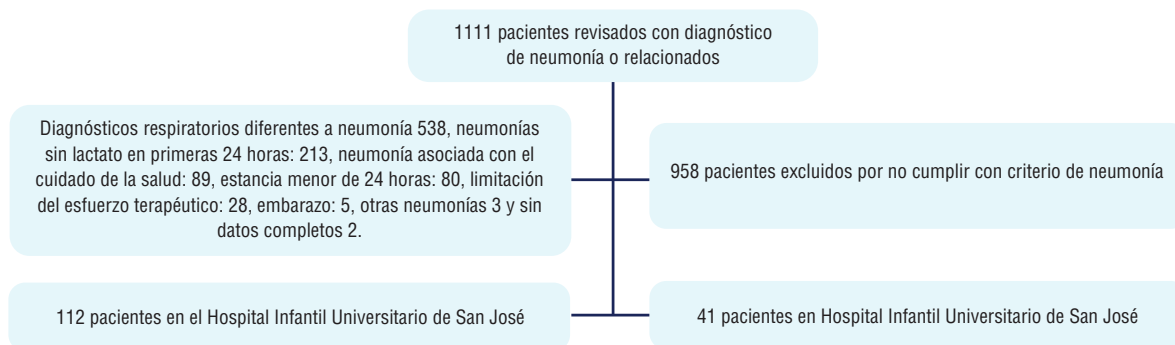 1111 pacientes revisados con diagnóstico
de neumonía o relacionados
Diagnósticos respiratorios diferentes a neumonía 538, neumonías
sin lactato en primeras 24 horas: 213, neumonía asociada con el
cuidado de la salud: 89, estancia menor de 24 horas: 80, limitación
del esfuerzo terapéutico: 28, embarazo: 5, otras neumonías 3 y sin
datos completos 2.
958 pacientes excluidos por no cumplir con criterio de neumonía
112 pacientes en el Hospital Infantil Universitario de San José
41 pacientes en Hospital Infantil Universitario de San José